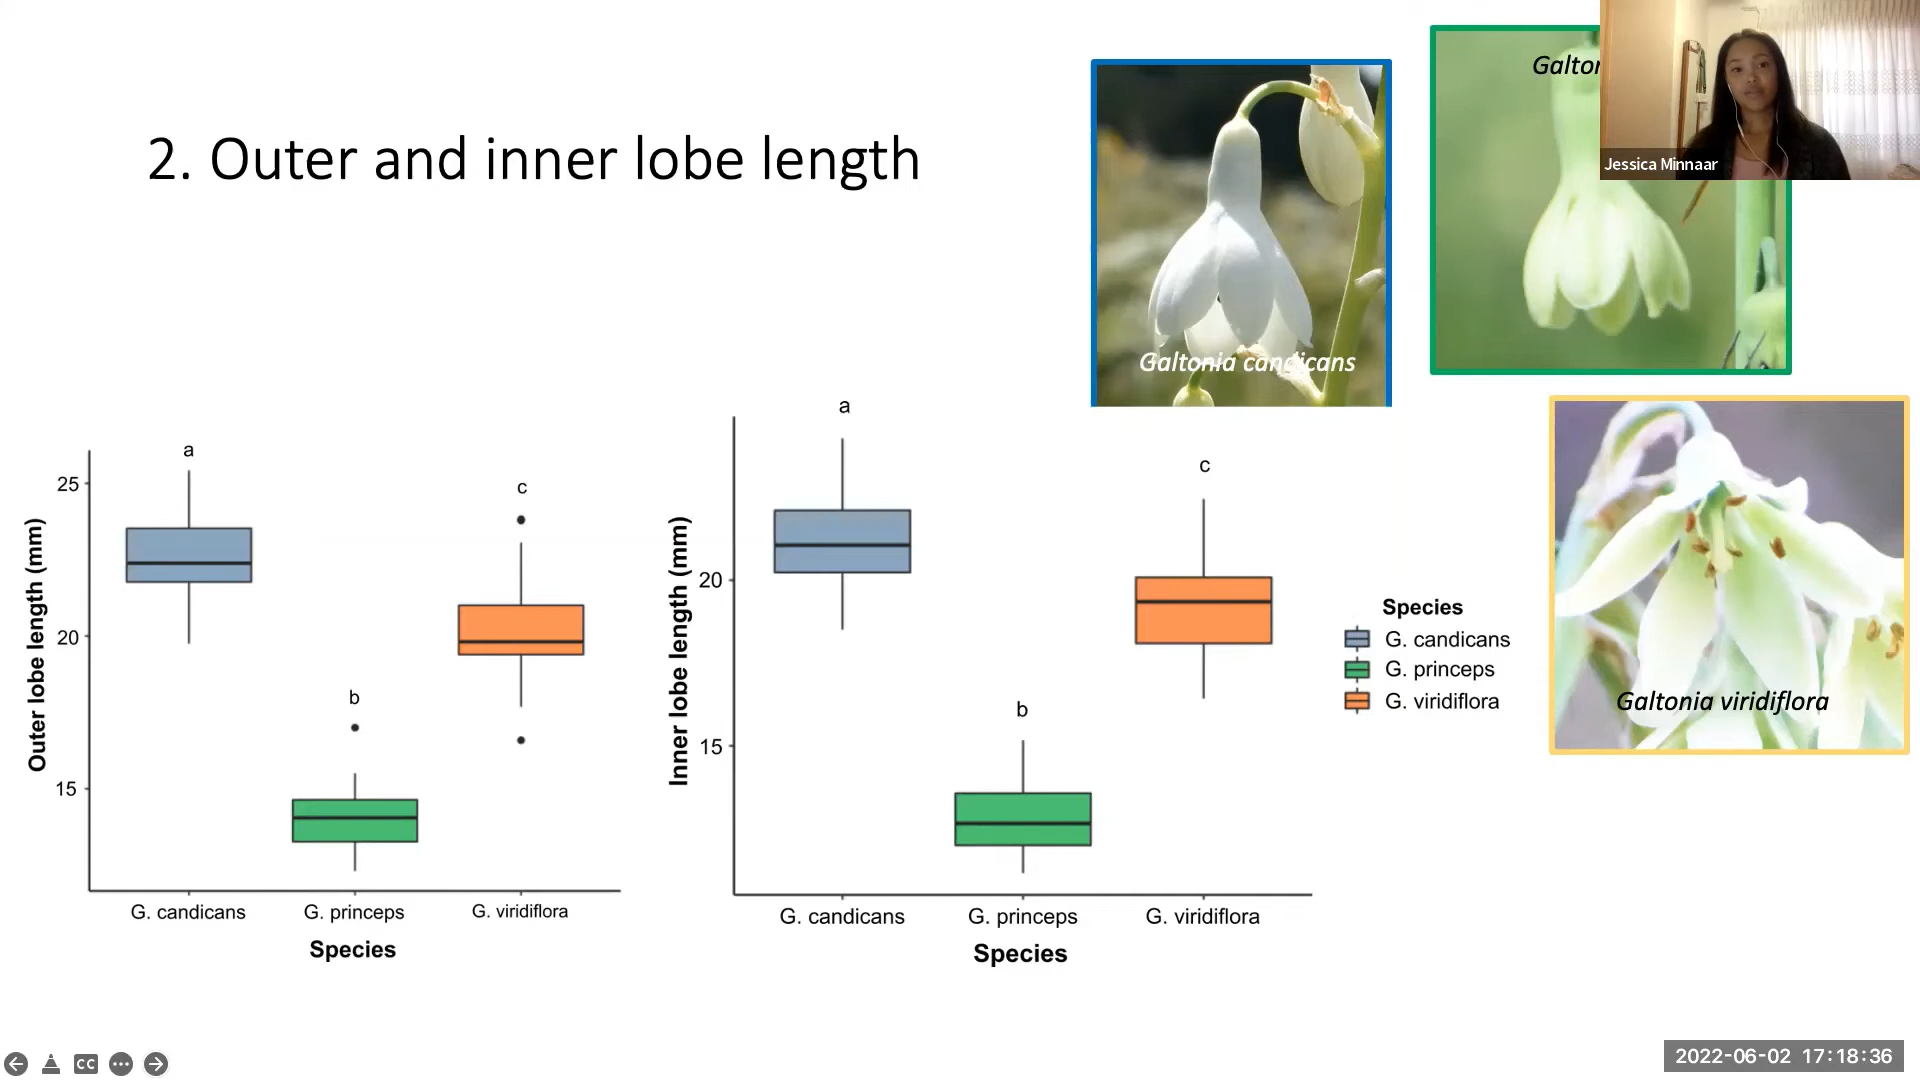 2. Outer and inner lobe length
Galtonia candicans
Jessica Minnaar
Galtonia viridiflora
Outer lobe length (mm)
25
20
15
a
b
c
G. candicans
G. princeps
G. viridiflora
Species
Inner lobe length (mm)
20
15
a
b
c
G. candicans
G. princeps
G. viridiflora
Species
Species
G. candicans
G. princeps
G. viridiflora
CC
2022-06-02 17:18:36